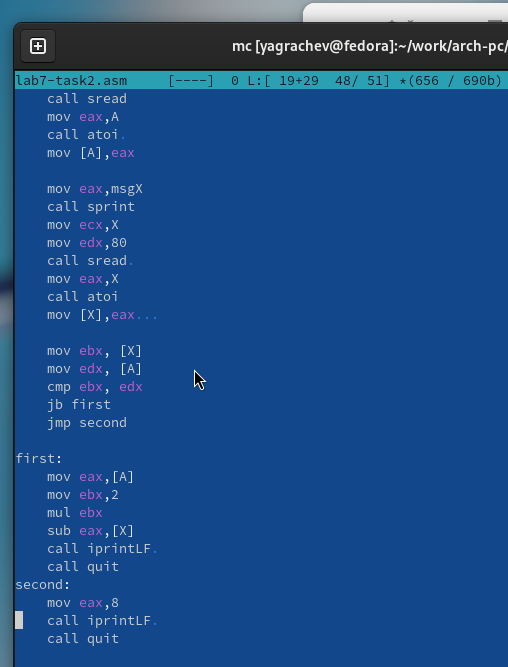 mc [yagrachev@fedora]:~/work/arch-pc/
lab7-task2.asm [----] 0 L:[ 19+29 48/ 51] *(656 / 690b)
call sread
mov eax,A
call atoi.
mov [A],eax
mov eax,msgX
call sprint
mov ecx,X
mov edx,80
call sread.
mov eax,X
call atoi
mov [X],eax...
mov ebx, [X]
mov edx, [A]
cmp ebx, edx
jb first
jmp second
first:
mov eax,[A]
mov ebx,2
mul ebx
sub eax,[X]
call iprintLF.
call quit
second:
mov eax,8
call iprintLF.
call quit